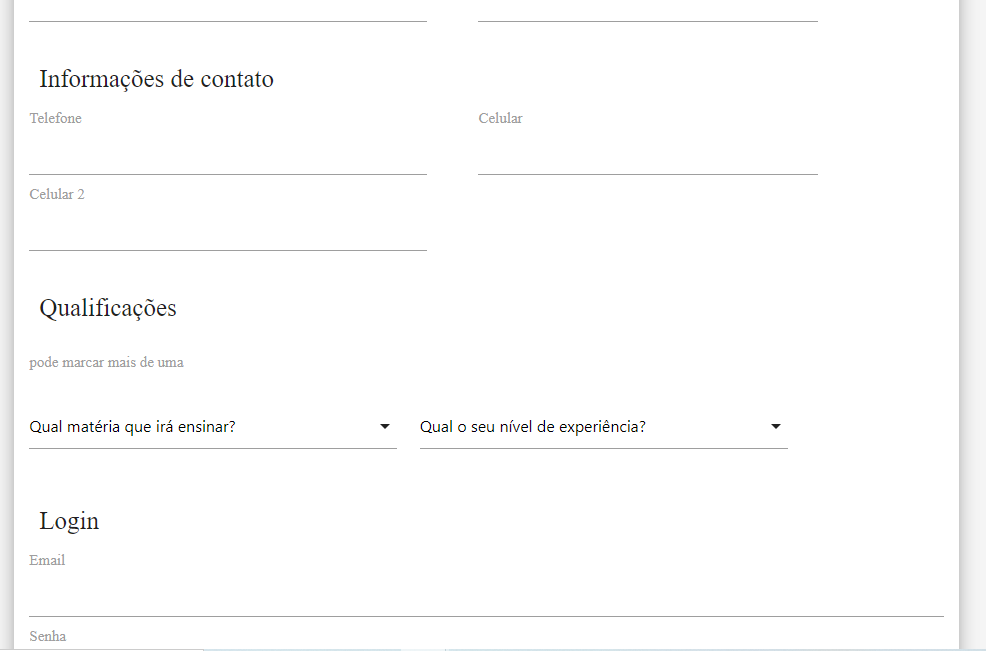 Informações de contato
Telefone Celular
Celular 2
Qualificações
pode marcar mais de uma
Qual matéria que irá ensinar? Qual o seu nível de experiência?
Login
Email
Senha